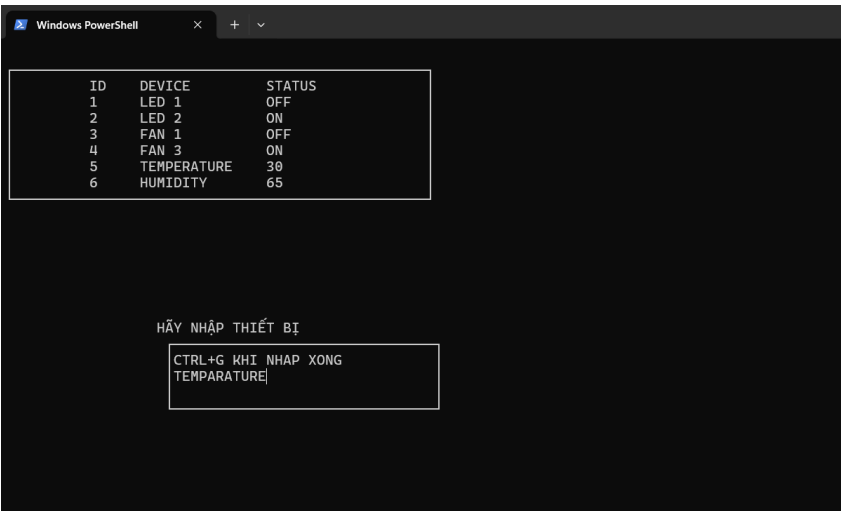 Windows PowerShell
ID DEVICE STATUS
1 LED 1 OFF
2 LED 2 ON
3 FAN 1 OFF
4 FAN 3 ON
5 TEMPERATURE 30
6 HUMIDITY 65
HÃY NHẬP THIẾT BỊ
CTRL+G KHI NHAP XONG
TEMPARATURE